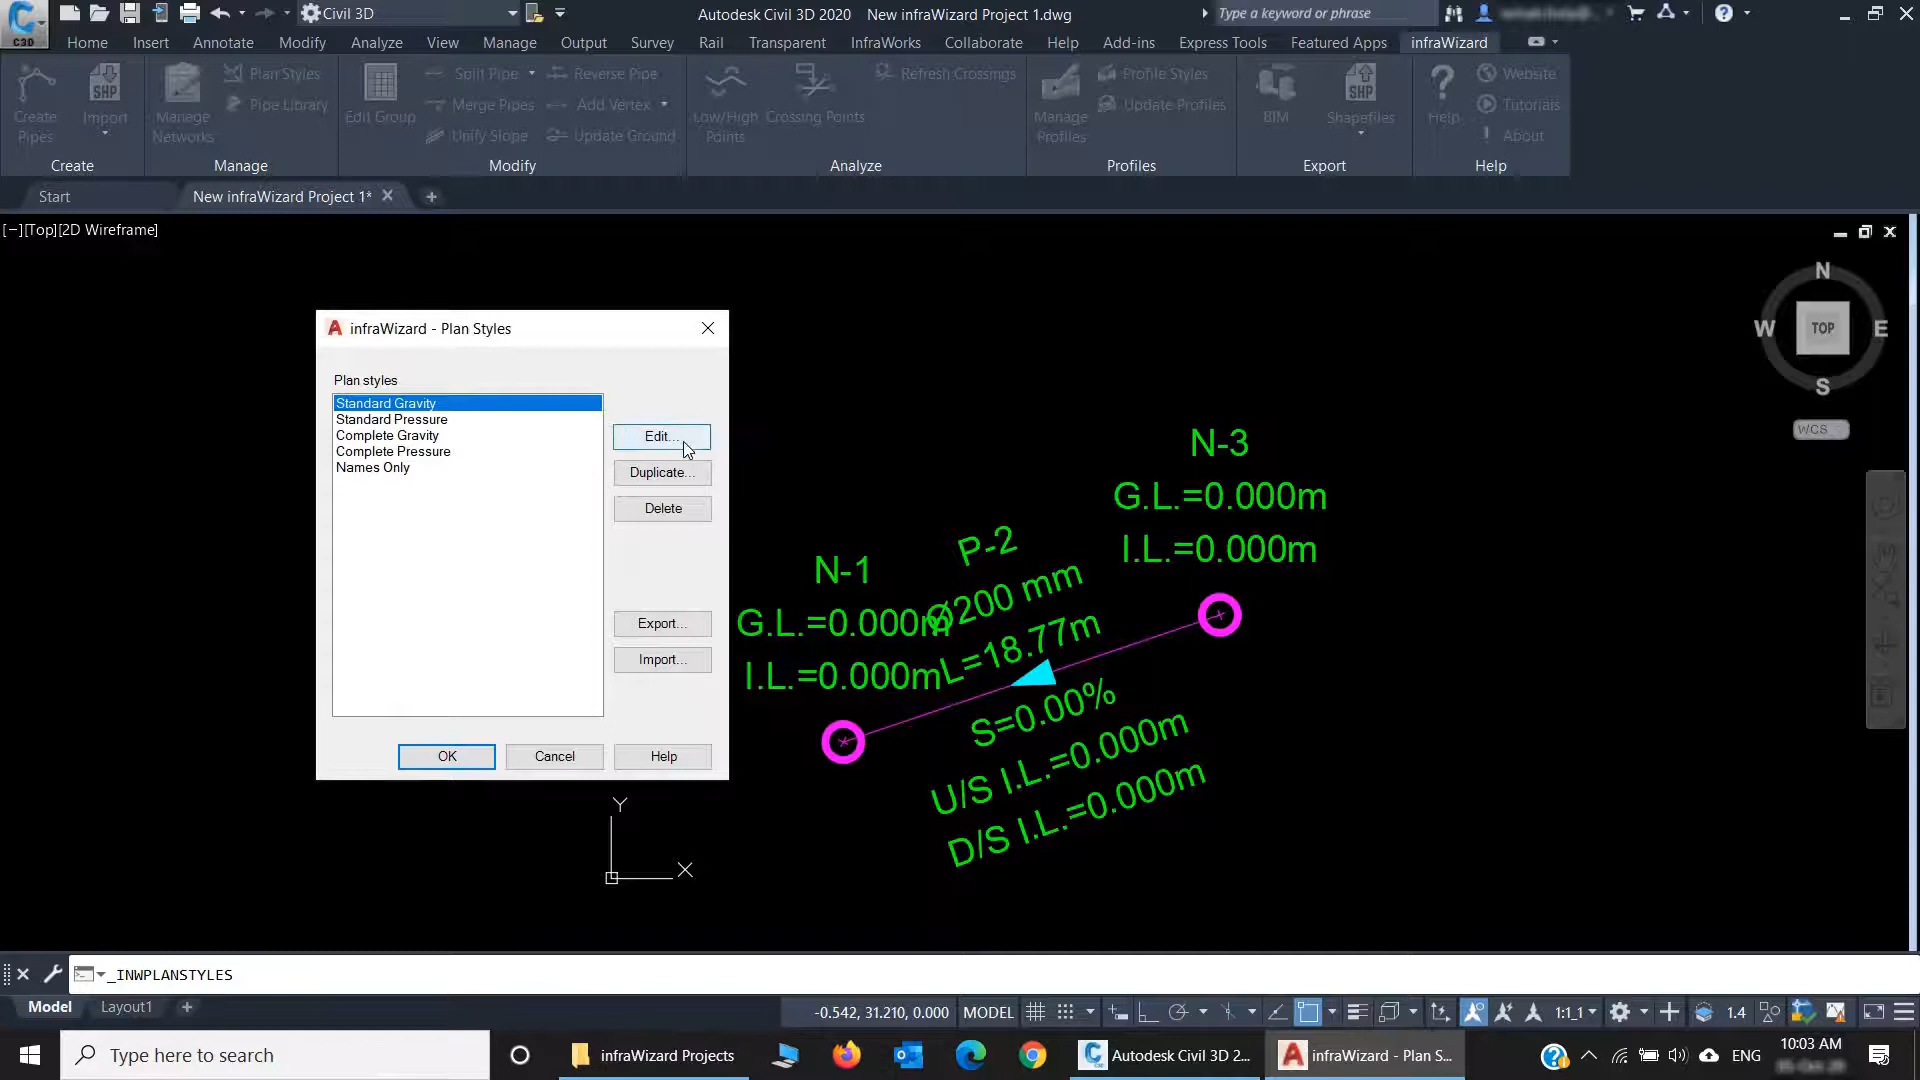 C3D
Civil 3D
Autodesk Civil 3D 2020 New infraWizard Project 1.dwg
Type a keyword or phrase
Home Insert Annotate Modify Analyze View Manage Output Survey Rail Transparent InfraWorks Collaborate Help Add-ins Express Tools Featured Apps infraWizard
Create Pipes
SHP
Import
Create
Manage Networks
Plan Styles
Pipe Library
Manage
Edit Group
Split Pipe
Merge Pipes
Unify Slope
Reverse Pipe
Add Vertex
Update Ground
Modify
Low/High Points
Crossing Points
Refresh Crossings
Analyze
Manage Profiles
Profile Styles
Update Profiles
Profiles
BIM
SHP
Shapefiles
Export
Help
Website
Tutorials
About
Help
Start
New infraWizard Project 1*
[−][Top][2D Wireframe]
N
W TOP E
S
WCS
infraWizard - Plan Styles
Plan styles
Standard Gravity
Standard Pressure
Complete Gravity
Complete Pressure
Names Only
Edit...
Duplicate...
Delete
Export...
Import...
OK Cancel Help
N-1
G.L.=0.000m
I.L.=0.000m
P-2
Ø200 mm
L=18.77m
S=0.00%
U/S I.L.=0.000m
D/S I.L.=0.000m
N-3
G.L.=0.000m
I.L.=0.000m
Y
X
_INWPLANSTYLES
Model Layout1
-0.542, 31.210, 0.000 MODEL 1:1_1 1.4
Type here to search
infraWizard Projects
Autodesk Civil 3D 2...
infraWizard - Plan S...
ENG
10:03 AM